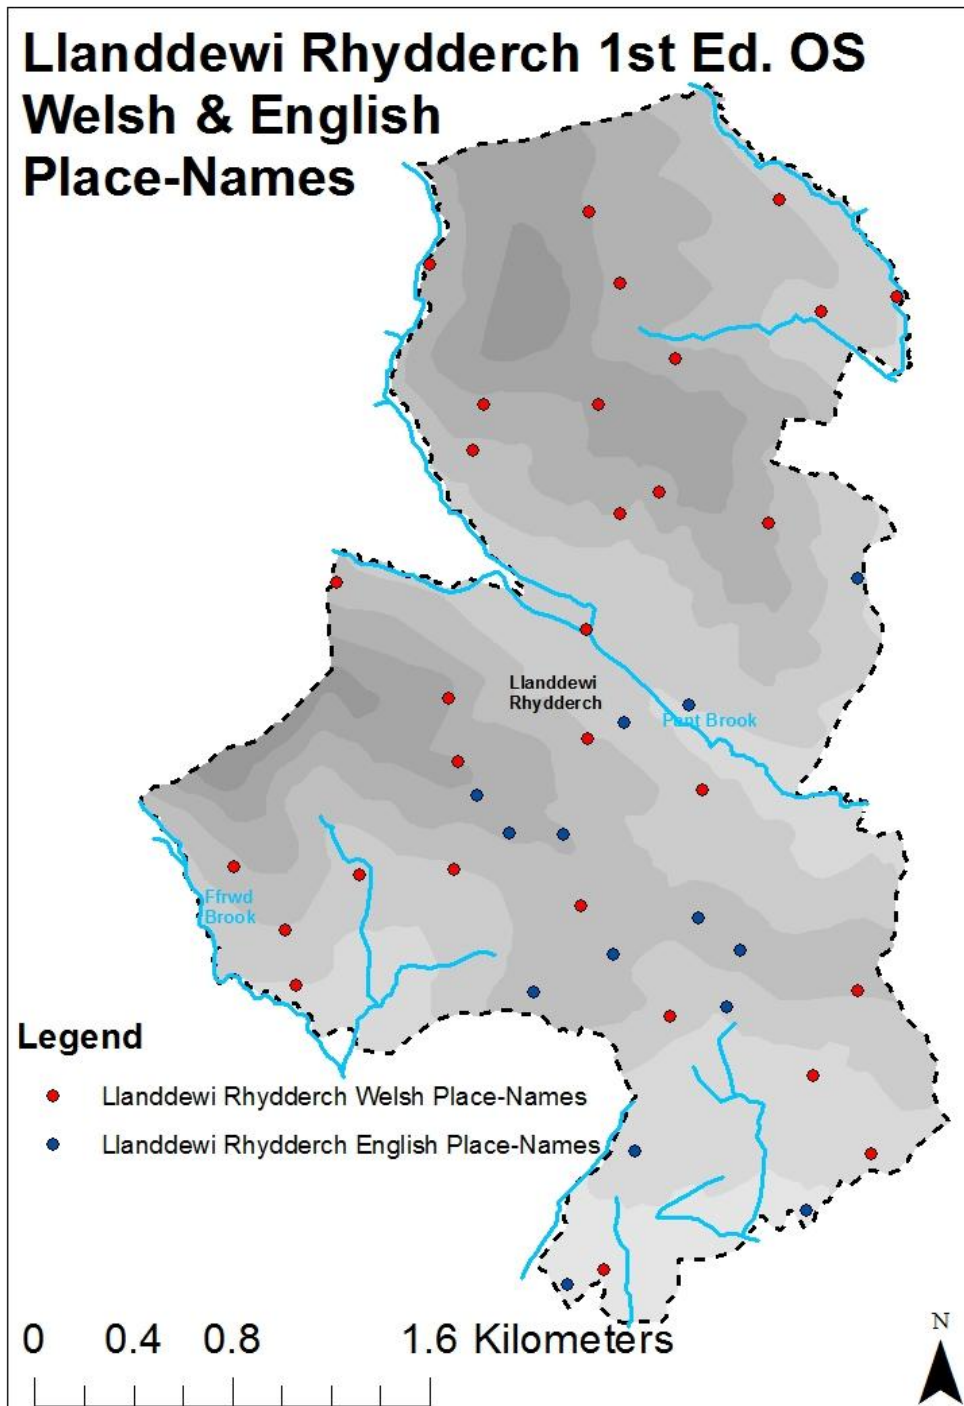 Llanddewi Rhydderch 1st Ed. OS
Welsh & English
Place-Names
Llanddewi
Rhydderch
Pant Brook
Ffrwd
Brook
Legend
Llanddewi Rhydderch Welsh Place-Names
Llanddewi Rhydderch English Place-Names
0 0.4 0.8 1.6 Kilometers
N